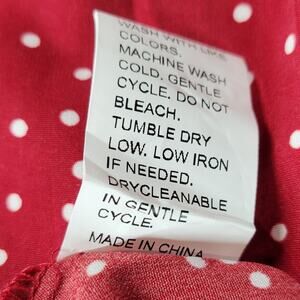 WASH WITH LIKE
COLORS.
MACHINE WASH
COLD. GENTLE
CYCLE. DO NOT
BLEACH.
TUMBLE DRY
LOW. LOW IRON
IF NEEDED.
DRYCLEANABLE
IN GENTLE
CYCLE.
MADE IN CHINA